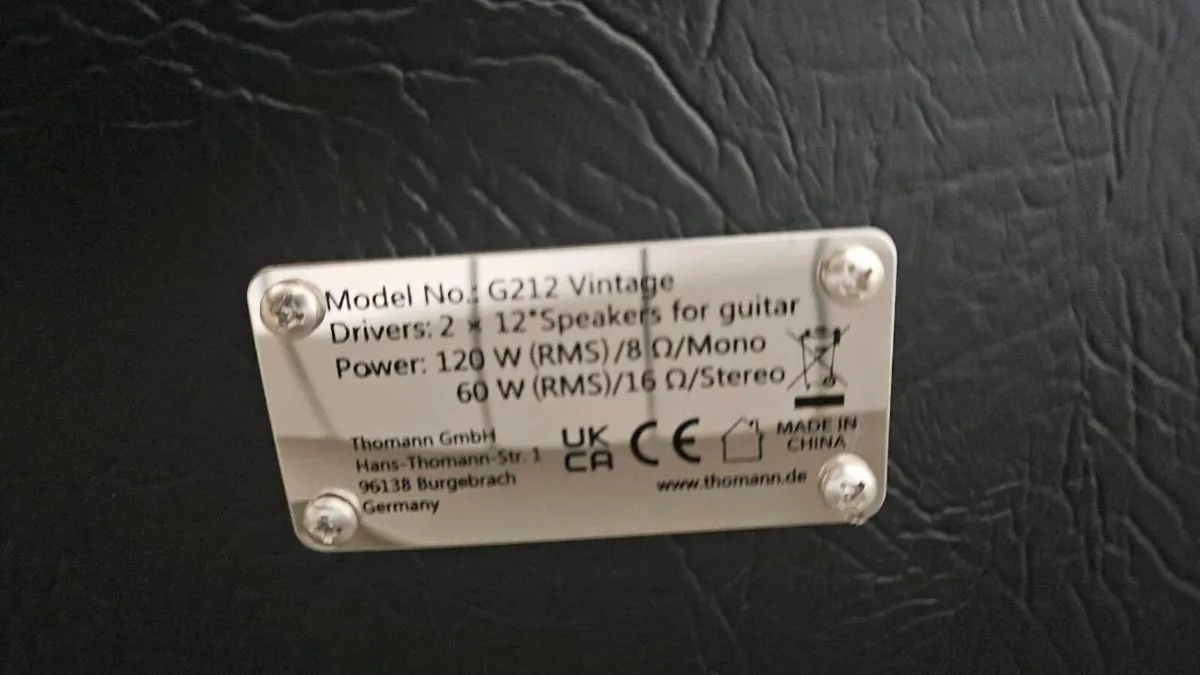 Model No.: G212 Vintage
Drivers: 2 × 12"Speakers for guitar
Power: 120 W (RMS)/8 Ω/Mono
60 W (RMS)/16 Ω/Stereo
Thomann GmbH
Hans-Thomann-Str. 1
96138 Burgebrach
Germany
UK
CA
CE
MADE IN
CHINA
www.thomann.de